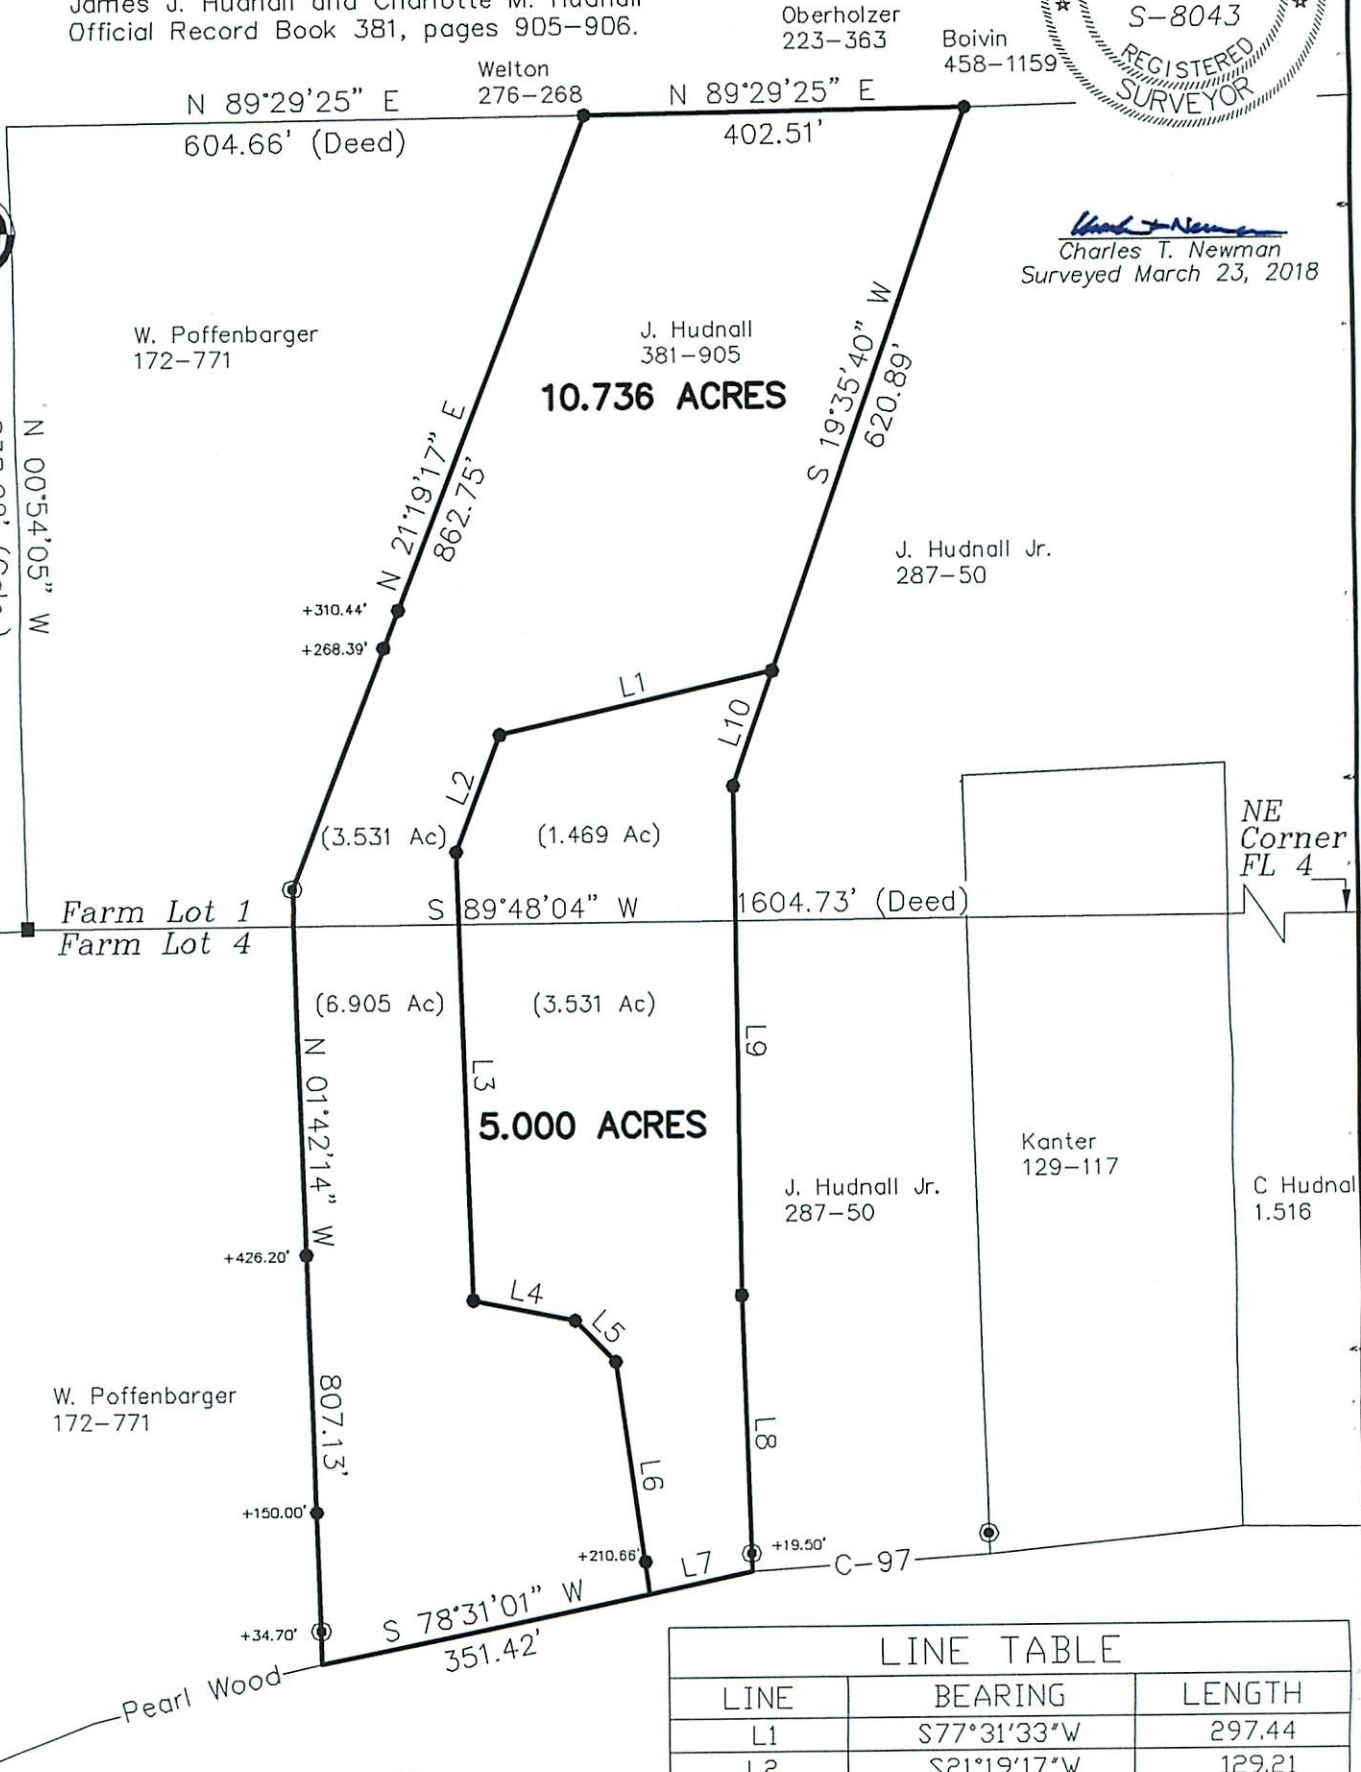 James J. Hudnall and Charlotte M. Hudnall
Official Record Book 381, pages 905-906.
Oberholzer
223-363
Boivin
458-1159
S-8043
REGISTERED
SURVEYOR
Welton
276-268
N 89°29'25" E
604.66' (Deed)
N 89°29'25" E
402.51'
Charles T. Newman
Surveyed March 23, 2018
W. Poffenbarger
172-771
J. Hudnall
381-905
10.736 ACRES
S 19°35'40" W
620.89'
N 21°19'17" E
862.75'
N 00°54'05" W
J. Hudnall Jr.
287-50
+310.44'
+268.39'
L1
L10
L2
(3.531 Ac)
(1.469 Ac)
NE
Corner
FL 4
Farm Lot 1
S 89°48'04" W
1604.73' (Deed)
Farm Lot 4
(6.905 Ac)
(3.531 Ac)
N 01°42'14" W
807.13'
L3
L9
5.000 ACRES
Kanter
129-117
J. Hudnall Jr.
287-50
C Hudnal
1.516
+426.20'
L4
L5
W. Poffenbarger
172-771
L8
L6
+150.00'
+210.66'
L7
+19.50'
C-97
+34.70'
S 78°31'01" W
351.42'
Pearl Wood
LINE TABLE
LINE BEARING LENGTH
L1 S77°31'33"W 297.44
L2 S21°19'17"W 129.21